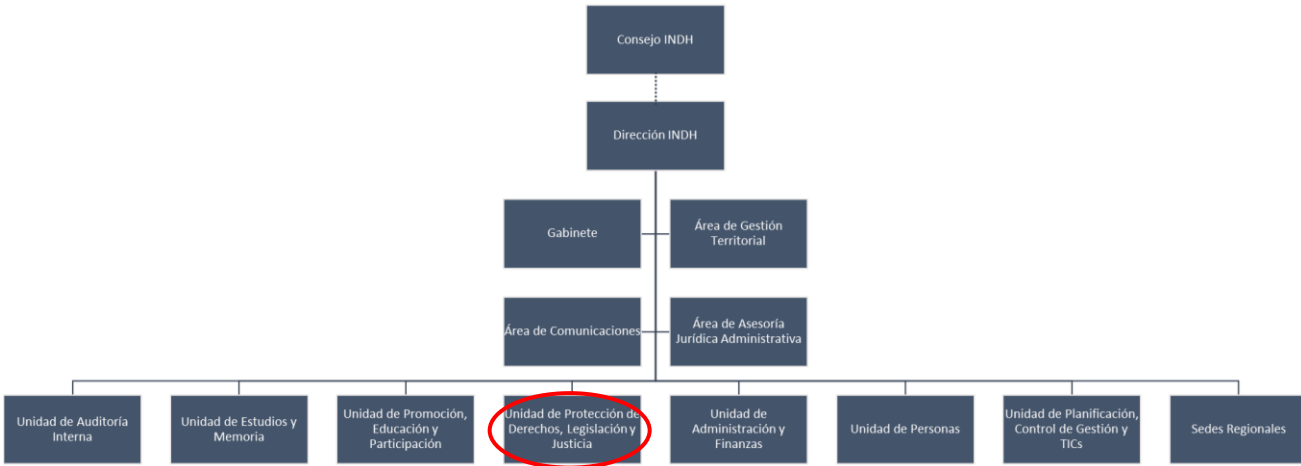 Consejo INDH
Dirección INDH
Gabinete
Área de Gestión
Territorial
Área de Comunicaciones
Área de Asesoría
Jurídica Administrativa
Unidad de Auditoría
Interna
Unidad de Estudios y
Memoria
Unidad de Promoción,
Educación y
Participación
Unidad de Protección de
Derechos, Legislación y
Justicia
Unidad de
Administración y
Finanzas
Unidad de Personas
Unidad de Planificación,
Control de Gestión y
TICs
Sedes Regionales